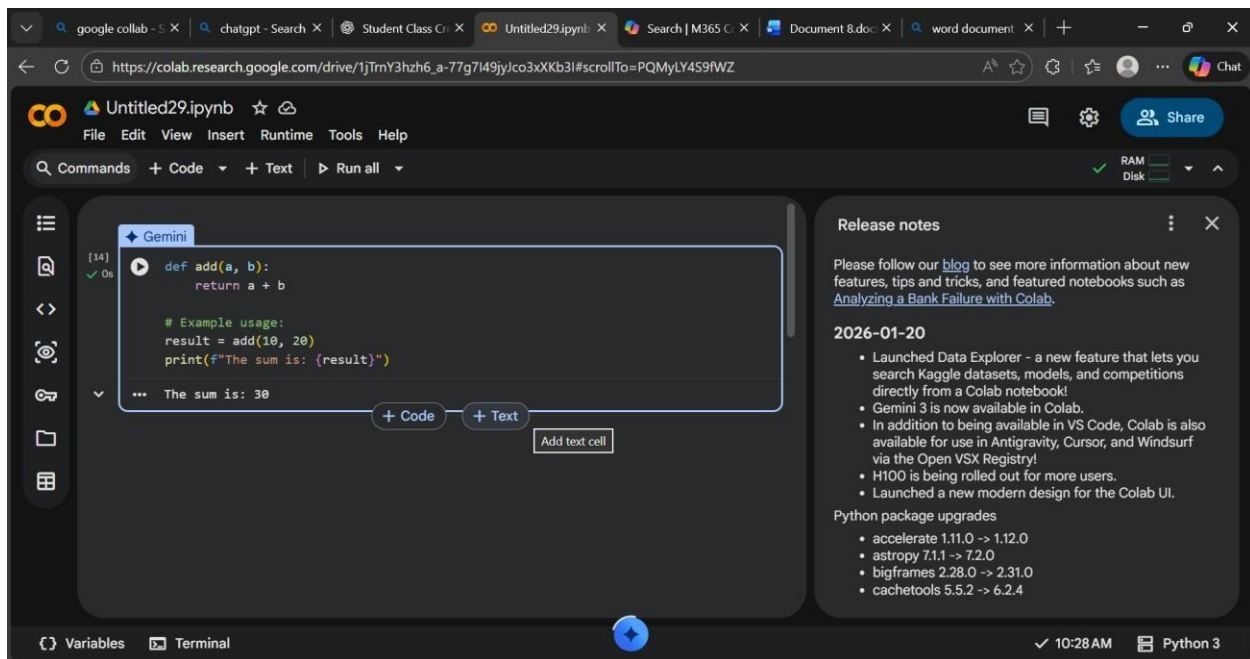 google collab - S
chatgpt - Search
Student Class Cr
Untitled29.ipynb
Search | M365 C
Document 8.doc
word document
https://colab.research.google.com/drive/1jTrnY3hzh6_a-77g7I49jyJco3xXKb3I#scrollTo=PQMyLY4S9fWZ
Chat
Untitled29.ipynb
File Edit View Insert Runtime Tools Help
Share
Commands + Code + Text Run all
RAM
Disk
Gemini
[14]
0s
def add(a, b):
return a + b
# Example usage:
result = add(10, 20)
print(f"The sum is: {result}")
The sum is: 30
+ Code + Text
Add text cell
Release notes
Please follow our blog to see more information about new
features, tips and tricks, and featured notebooks such as
Analyzing a Bank Failure with Colab.
2026-01-20
• Launched Data Explorer - a new feature that lets you
search Kaggle datasets, models, and competitions
directly from a Colab notebook!
• Gemini 3 is now available in Colab.
• In addition to being available in VS Code, Colab is also
available for use in Antigravity, Cursor, and Windsurf
via the Open VSX Registry!
• H100 is being rolled out for more users.
• Launched a new modern design for the Colab UI.
Python package upgrades
• accelerate 1.11.0 -> 1.12.0
• astropy 7.1.1 -> 7.2.0
• bigframes 2.28.0 -> 2.31.0
• cachetools 5.5.2 -> 6.2.4
{} Variables Terminal
10:28 AM Python 3